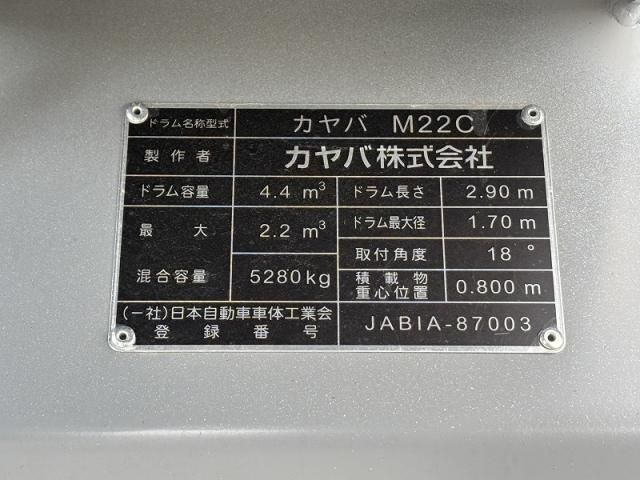 ドラム名称型式 カヤバ M22C
製作者 カヤバ株式会社
ドラム容量 4.4 m³ ドラム長さ 2.90 m
最大 2.2 m³ ドラム最大径 1.70 m
取付角度 18°
混合容量 5280kg 積載物
重心位置 0.800 m
(一社)日本自動車車体工業会
登録番号 JABIA-87003